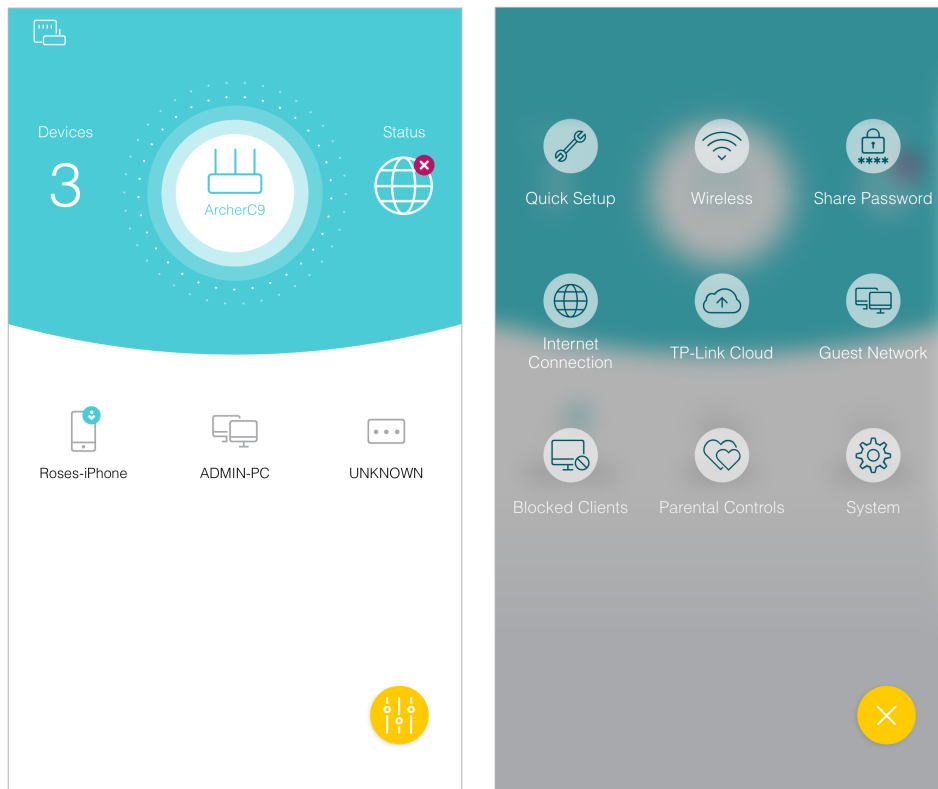 Devices
Status
3
ArcherC9
Roses-iPhone
ADMIN-PC
UNKNOWN
Quick Setup
Wireless
****
Share Password
Internet
Connection
TP-Link Cloud
Guest Network
Blocked Clients
Parental Controls
System